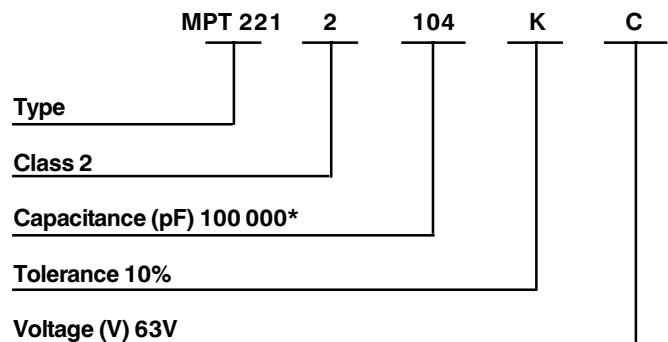 MPT 221 2 104 K C
Type
Class 2
Capacitance (pF) 100 000*
Tolerance 10%
Voltage (V) 63V